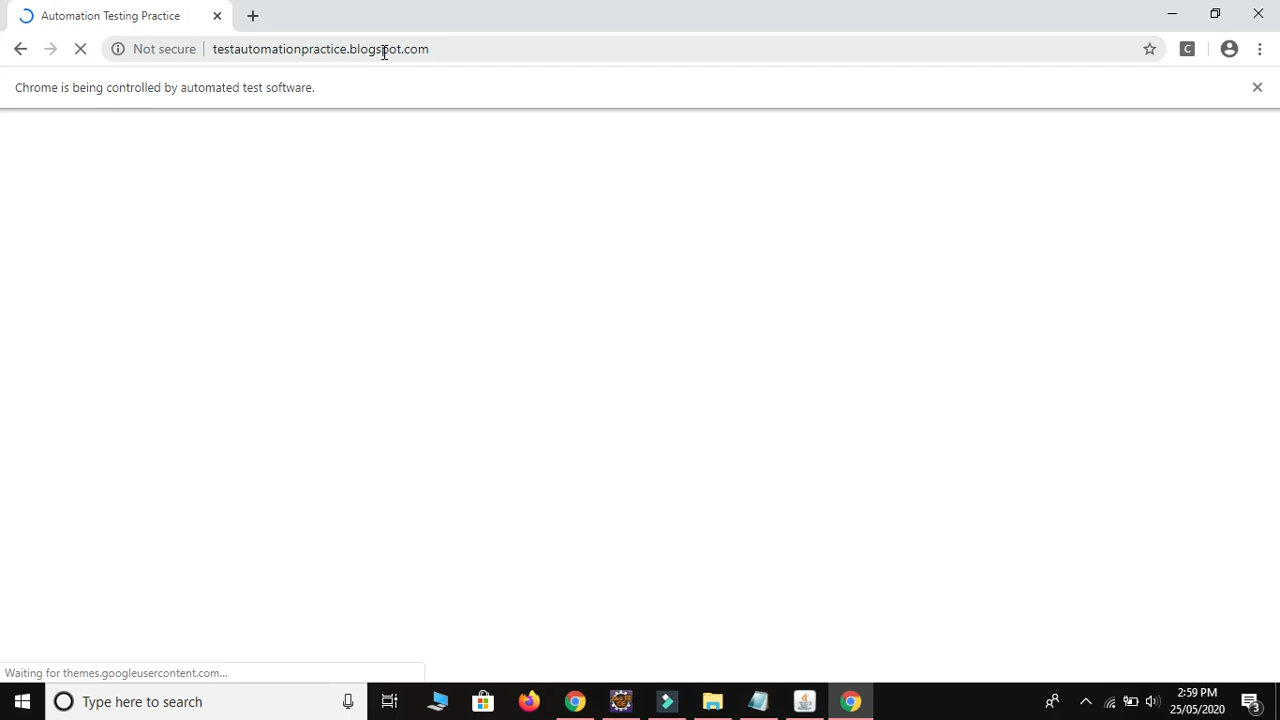 Automation Testing Practice
Not secure
testautomationpractice.blogspot.com
C
Chrome is being controlled by automated test software.
Waiting for themes.googleusercontent.com...
Type here to search
2:59 PM
25/05/2020
3